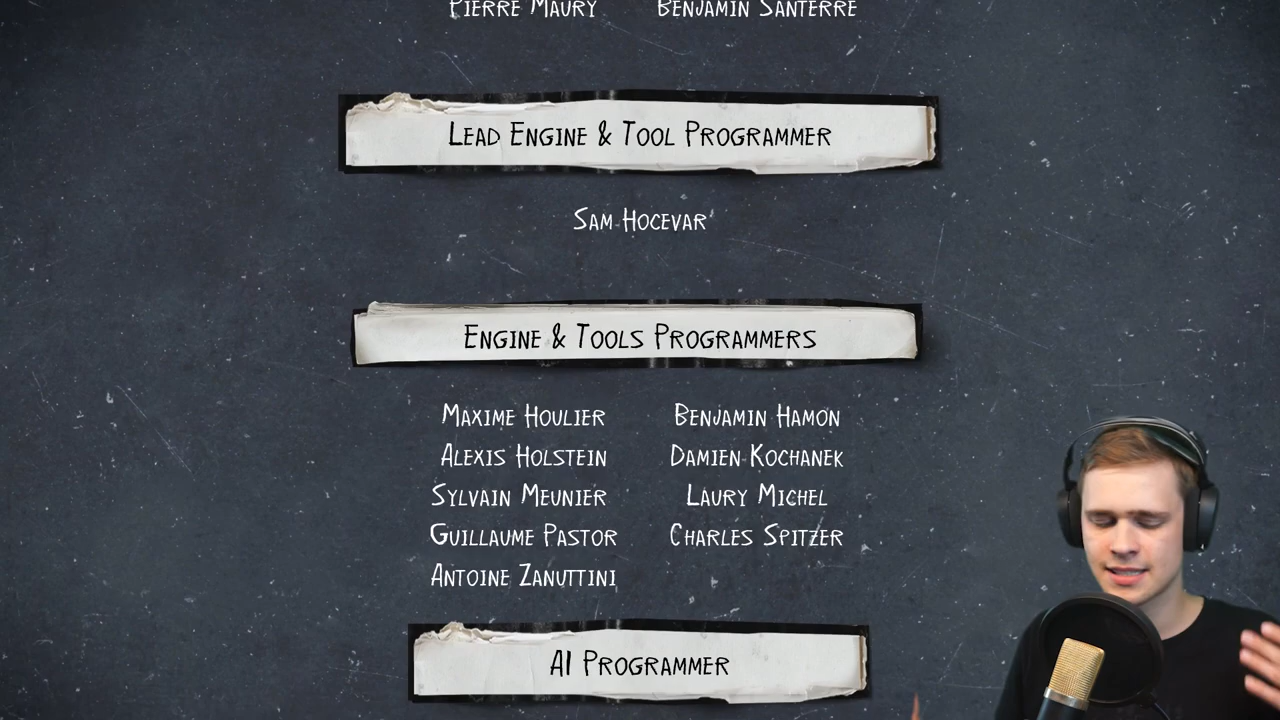 Pierre Maury Benjamin Santerre
Lead Engine & Tool Programmer
Sam Hocevar
Engine & Tools Programmers
Maxime Houlier Benjamin Hamon
Alexis Holstein Damien Kochanek
Sylvain Meunier Laury Michel
Guillaume Pastor Charles Spitzer
Antoine Zanuttini
AI Programmer